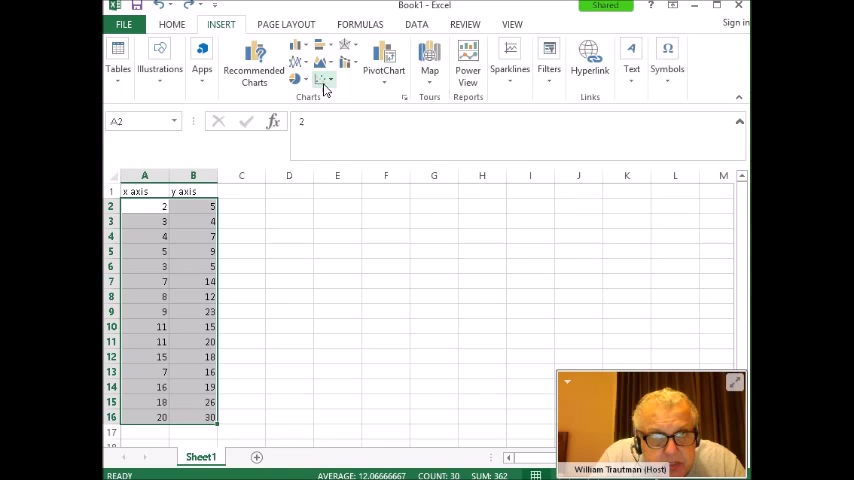 Book1 - Excel
Shared
?
Sign in
FILE
HOME
INSERT
PAGE LAYOUT
FORMULAS
DATA
REVIEW
VIEW
Tables
Illustrations
Apps
Recommended
Charts
PivotChart
Map
Power
View
Sparklines
Filters
Hyperlink
Text
Symbols
Charts
Tours
Reports
Links
A2
fx
2
A B C D E F G H I J K L M
1 x axis y axis
2 2 5
3 3 4
4 4 7
5 5 9
6 3 5
7 7 14
8 8 12
9 9 23
10 11 15
11 11 20
12 15 18
13 7 16
14 16 19
15 18 26
16 20 30
17
William Trautman (Host)
Sheet1
READY
AVERAGE: 12.06666667 COUNT: 30 SUM: 362